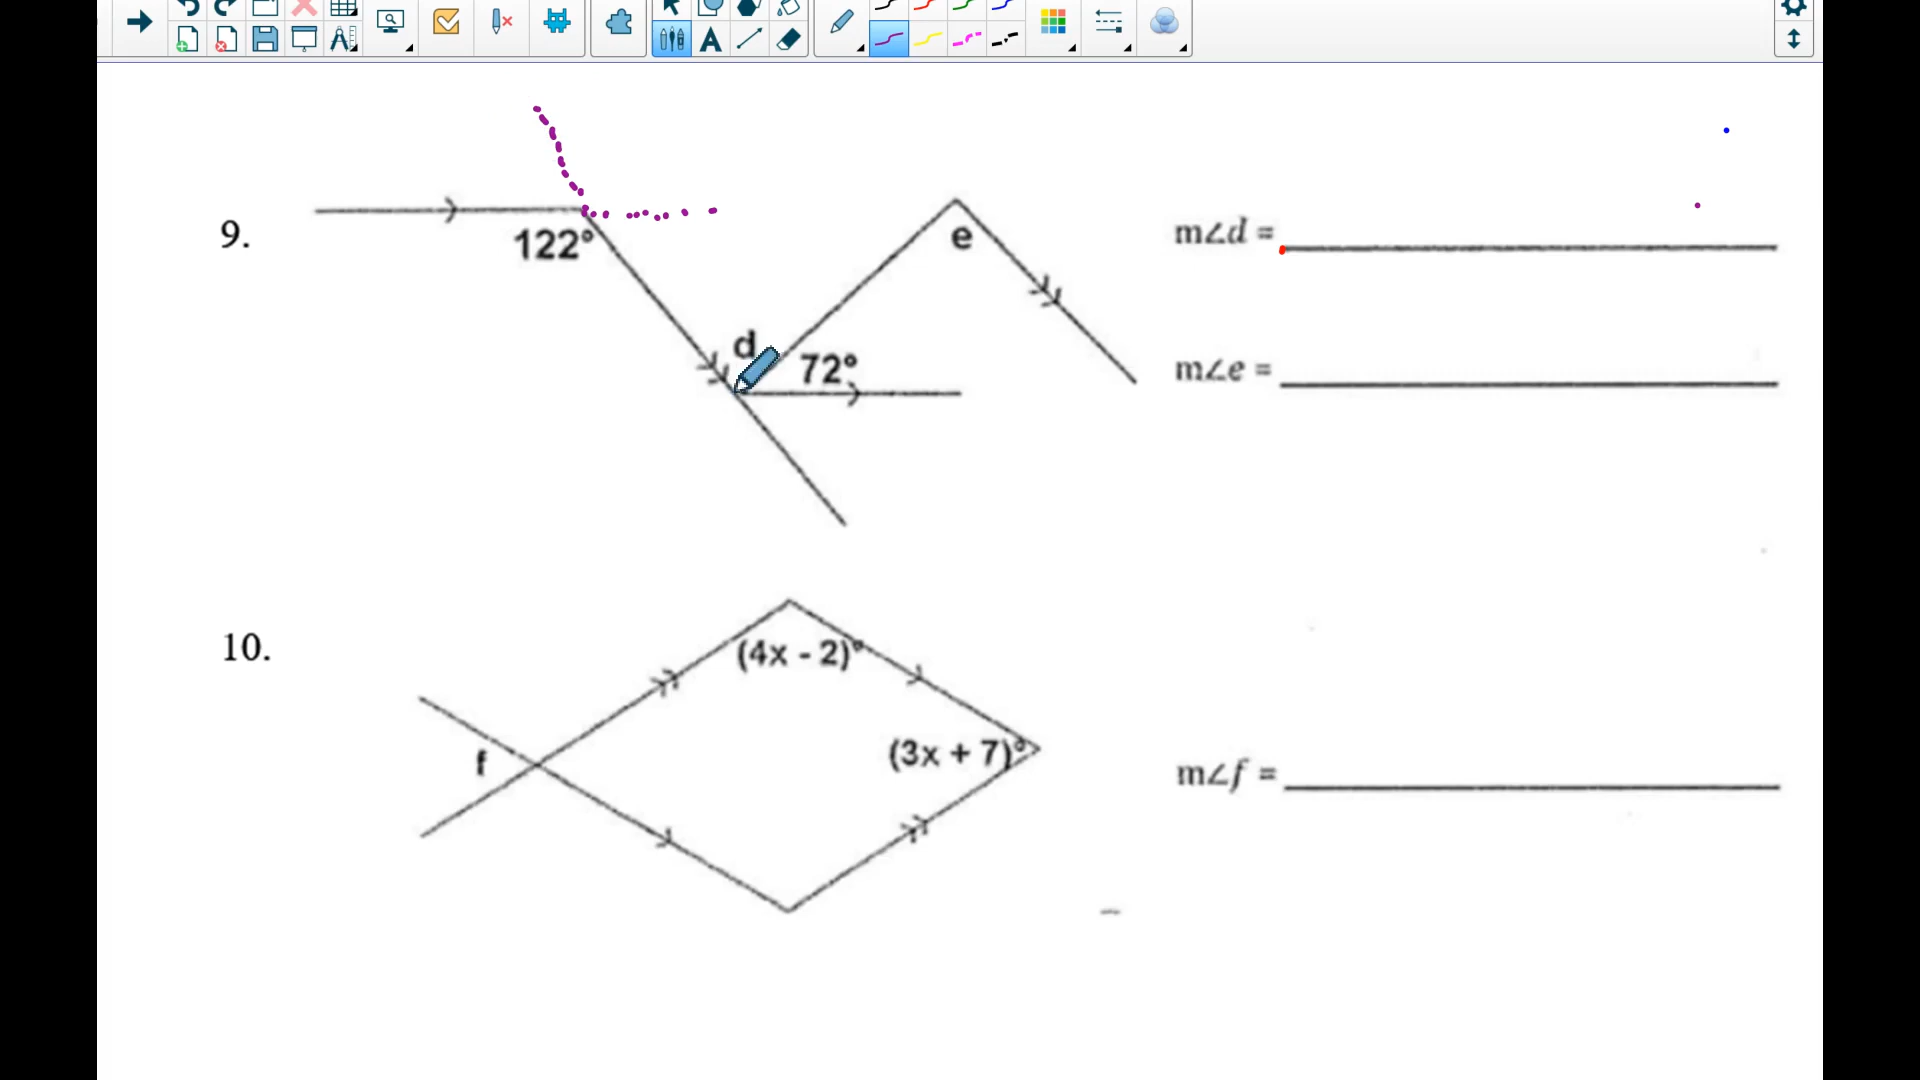 9.
122°
d
72°
e
m∠d =
m∠e =
10.
(4x - 2)°
(3x + 7)°
f
m∠f =